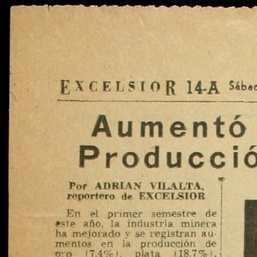 EXCELSIOR 14-A Sábad
Aumentó
Producció
Por ADRIAN VILALTA,
reportero de EXCELSIOR
En el primer semestre de
este año, la industria minera
ha mejorado y se registran au-
mentos en la producción de
oro (7.4%), plata (18.7%),